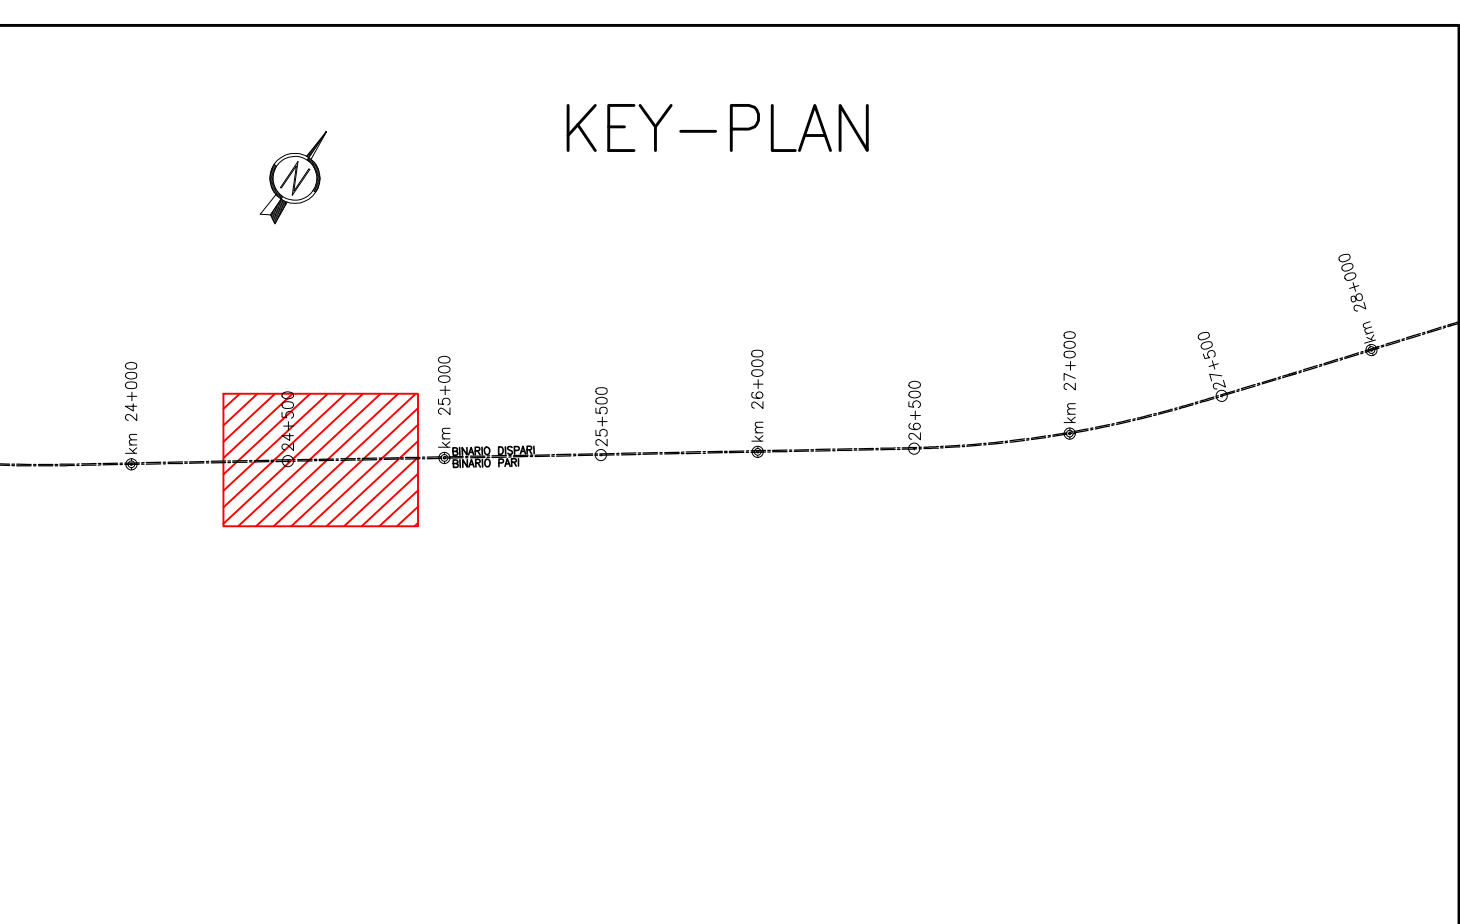 KEY-PLAN
N
km 24+000
24+500
km 25+000
BINARIO DISPARI
BINARIO PARI
25+500
km 26+000
26+500
km 27+000
27+500
km 28+000